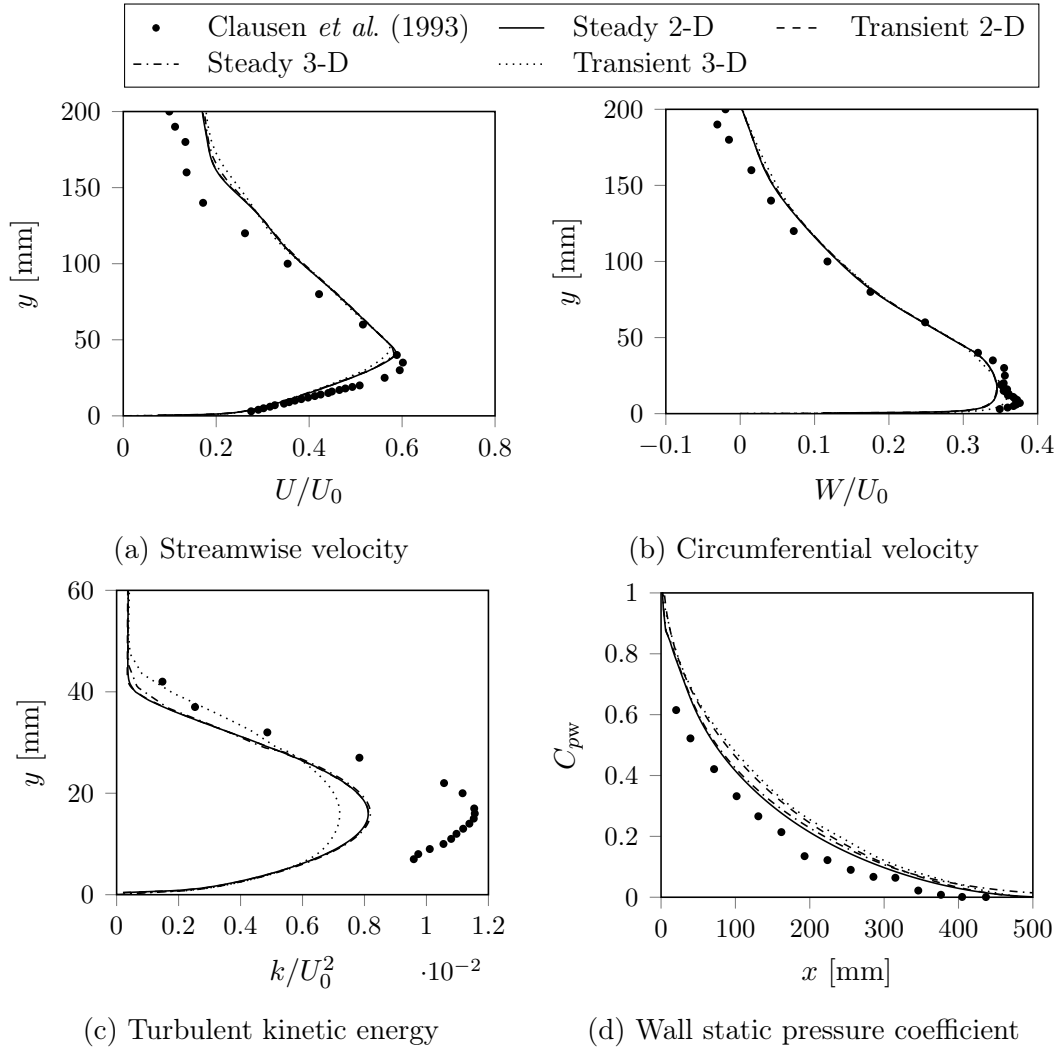 Clausen et al. (1993) Steady 2-D Transient 2-D
Steady 3-D Transient 3-D
200
150
100
50
0
y [mm]
0 0.2 0.4 0.6 0.8
U/U₀
(a) Streamwise velocity
200
150
100
50
0
y [mm]
−0.1 0 0.1 0.2 0.3 0.4
W/U₀
(b) Circumferential velocity
60
40
20
0
y [mm]
0 0.2 0.4 0.6 0.8 1 1.2
k/U₀² ·10⁻²
(c) Turbulent kinetic energy
1
0.8
0.6
0.4
0.2
0
Cpw
0 100 200 300 400 500
x [mm]
(d) Wall static pressure coefficient